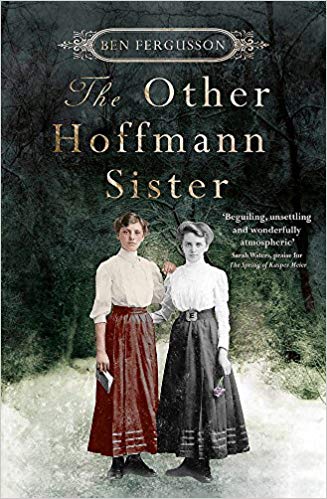 BEN FERGUSSON
The Other
Hoffmann
Sister
‘Beguiling, unsettling
and wonderfully
atmospheric’
Sarah Waters, praise for
The Spring of Kasper Meier